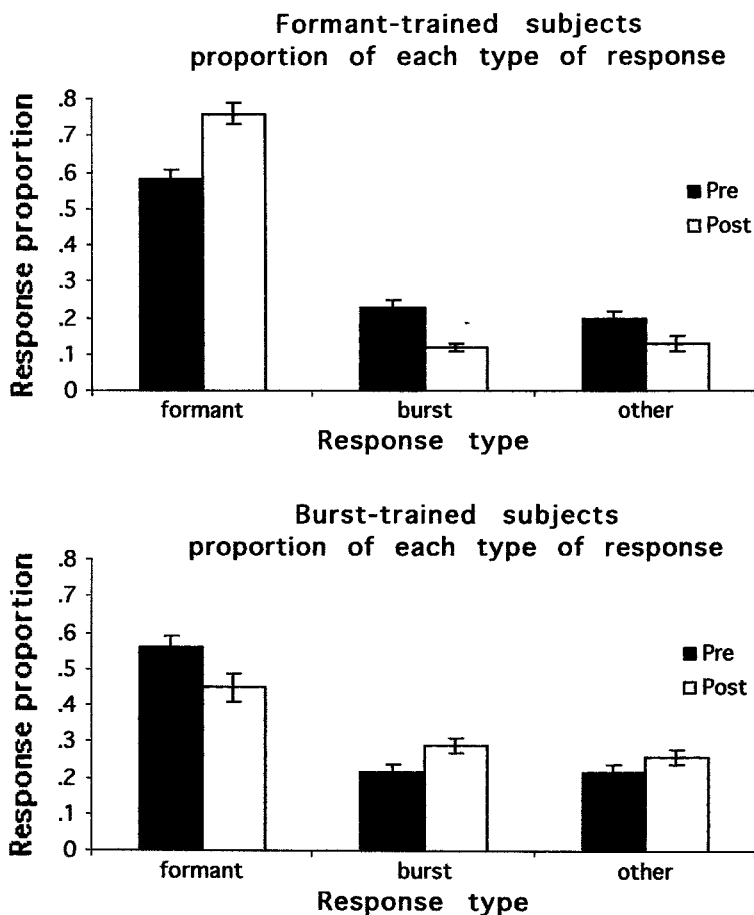 Formant-trained subjects
proportion of each type of response
Response proportion
.8
.7
.6
.5
.4
.3
.2
.1
0
Pre
Post
formant burst other
Response type
Burst-trained subjects
proportion of each type of response
Response proportion
.8
.7
.6
.5
.4
.3
.2
.1
0
Pre
Post
formant burst other
Response type